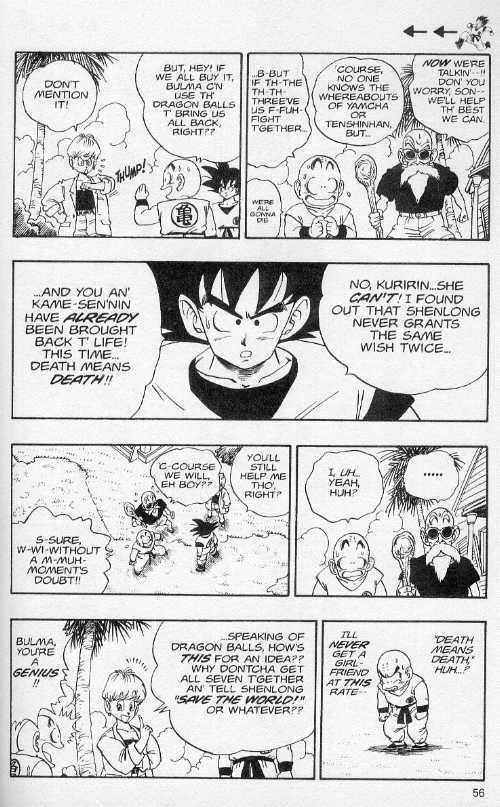 NOW WE'RE
TALKIN'--!!
DON' YOU
WORRY, SON--
WE'LL HELP
TH' BEST
WE CAN.
'COURSE,
NO ONE
KNOWS THE
WHEREABOUTS
OF YAMCHA
OR
TENSHINHAN,
BUT...
...B-BUT
IF TH-THE
TH-TH-
THREEVE
US F-FUH-
FIGHT
T'GETHER...
WE'RE
ALL
GONNA
DIE
BUT, HEY! IF
WE ALL BUY IT,
BULMA C'N
USE TH'
DRAGON BALLS
T' BRING US
ALL BACK,
RIGHT??
亀
THUMP!
DON'T
MENTION
IT!
NO, KURIRIN...SHE
CAN'T! I FOUND
OUT THAT SHENLONG
NEVER GRANTS
THE SAME
WISH TWICE...
...AND YOU AN'
KAME-SEN'NIN
HAVE ALREADY
BEEN BROUGHT
BACK T' LIFE!
THIS TIME...
DEATH MEANS
DEATH!!
.....
I, UH...
YEAH,
HUH?
YOU'LL
STILL
HELP ME
THO',
RIGHT?
'C-COURSE
WE WILL,
EH BOY??
S-SURE,
W-WI-WITHOUT
A M-MUH-
MOMENT'S
DOUBT!!
"DEATH
MEANS
DEATH,"
HUH...?
I'LL
NEVER
GET A
GIRL-
FRIEND
AT THIS
RATE--
...SPEAKING OF
DRAGON BALLS, HOW'S
THIS FOR AN IDEA??
WHY DONTCHA GET
ALL SEVEN T'GETHER
AN' TELL SHENLONG
"SAVE THE WORLD!"
OR WHATEVER??
BULMA,
YOU'RE
A
GENIUS
!!
56